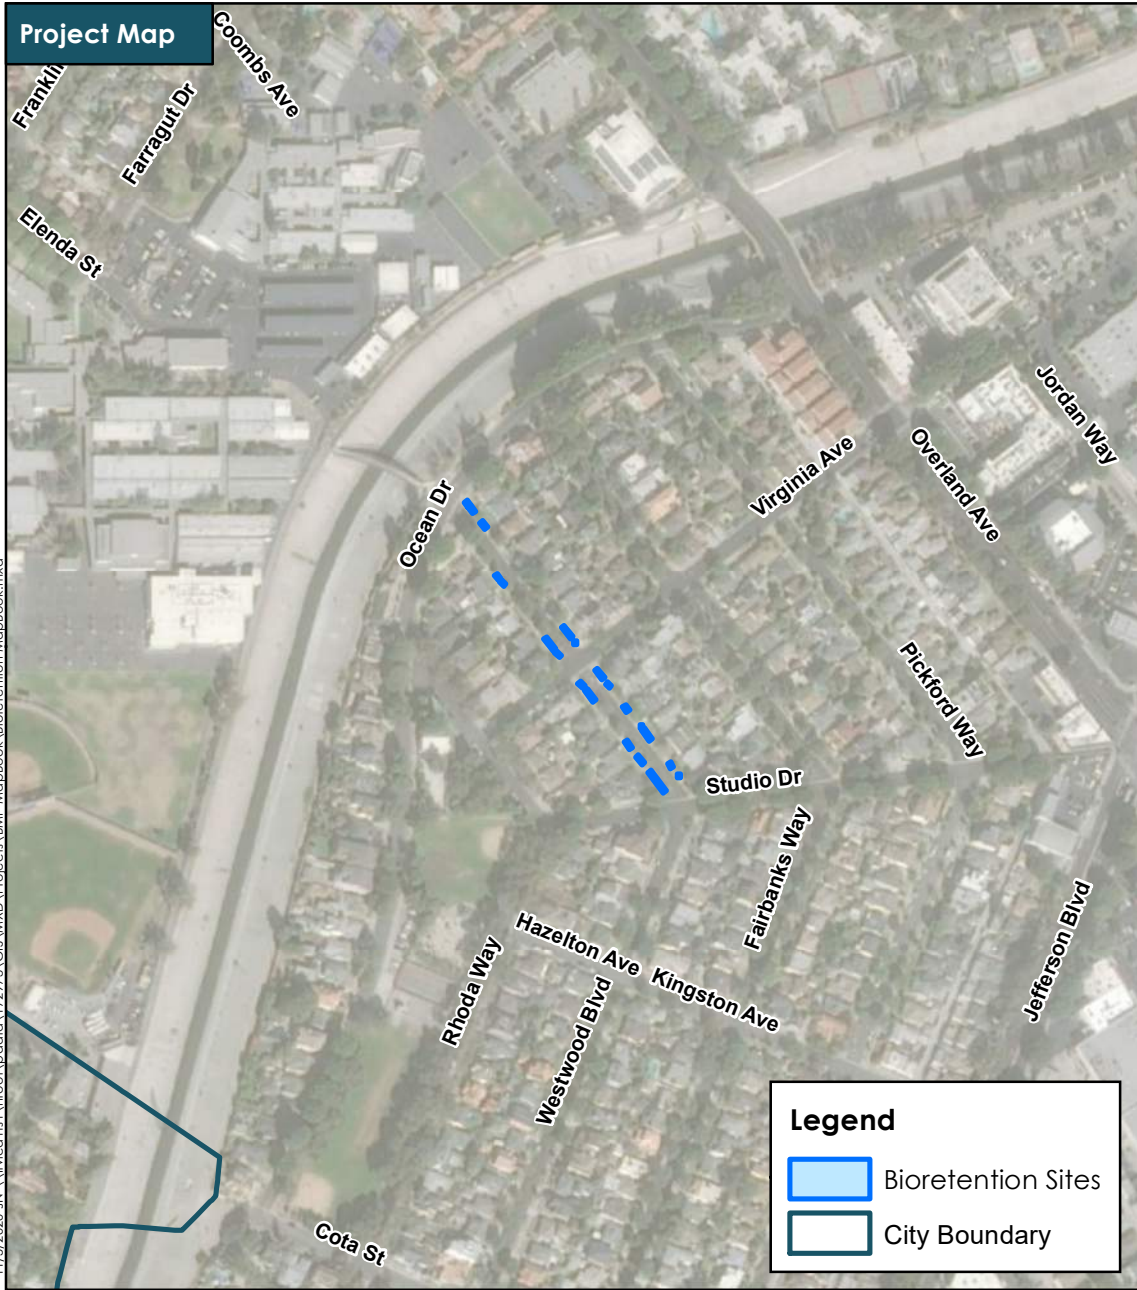 Project Map
Coombs Ave
Farragut Dr
Elenda St
Ocean Dr
Virginia Ave
Overland Ave
Jordan Way
Pickford Way
Studio Dr
Fairbanks Way
Hazelton Ave
Kingston Ave
Rhoda Way
Westwood Blvd
Jefferson Blvd
Cota St
Legend
Bioretention Sites
City Boundary